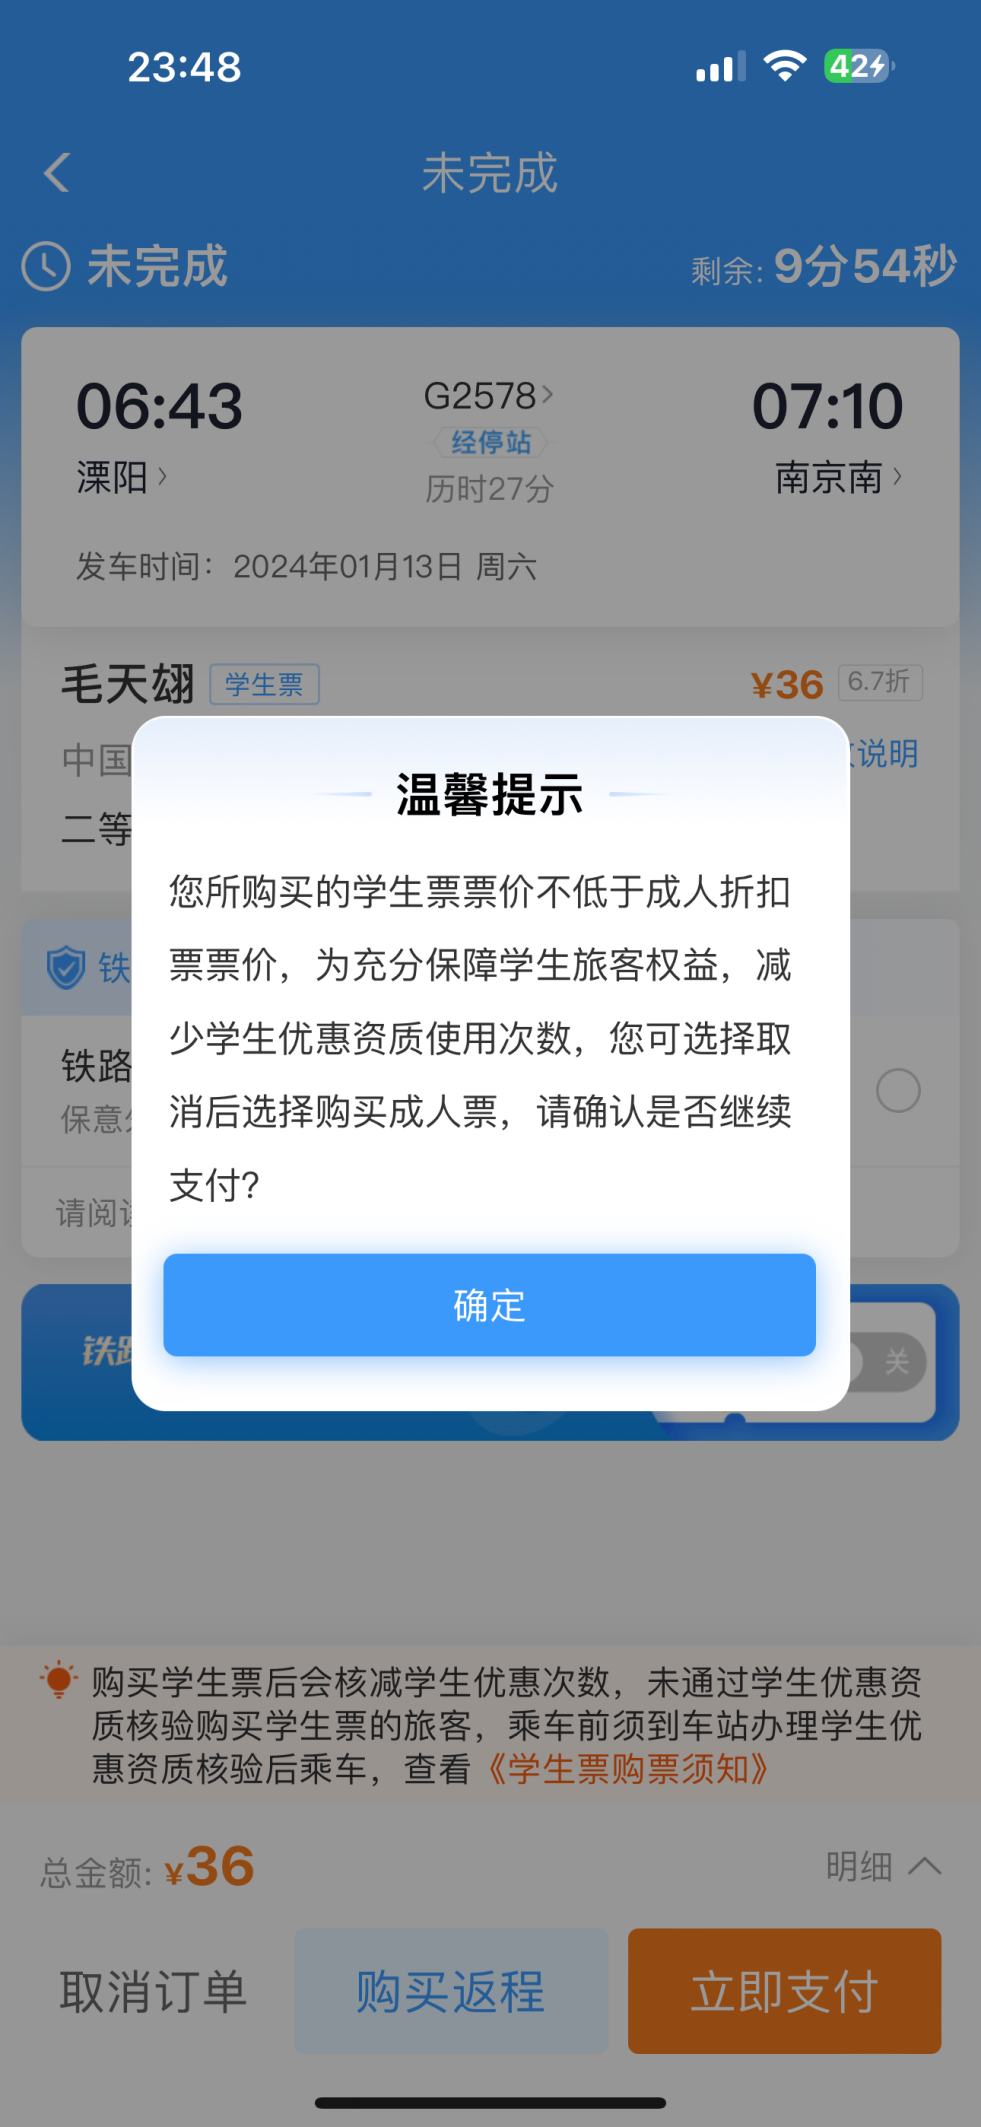 23:48
42
未完成
未完成
剩余: 9分54秒
06:43
G2578
07:10
经停站
溧阳
历时27分
南京南
发车时间：2024年01月13日 周六
毛天翃 学生票
¥36 6.7折
中国
说明
二等
温馨提示
您所购买的学生票票价不低于成人折扣
票票价，为充分保障学生旅客权益，减
少学生优惠资质使用次数，您可选择取
消后选择购买成人票，请确认是否继续
支付?
确定
铁
铁路
保意
请阅
铁路
关
购买学生票后会核减学生优惠次数，未通过学生优惠资
质核验购买学生票的旅客，乘车前须到车站办理学生优
惠资质核验后乘车，查看《学生票购票须知》
总金额: ¥36
明细
取消订单
购买返程
立即支付